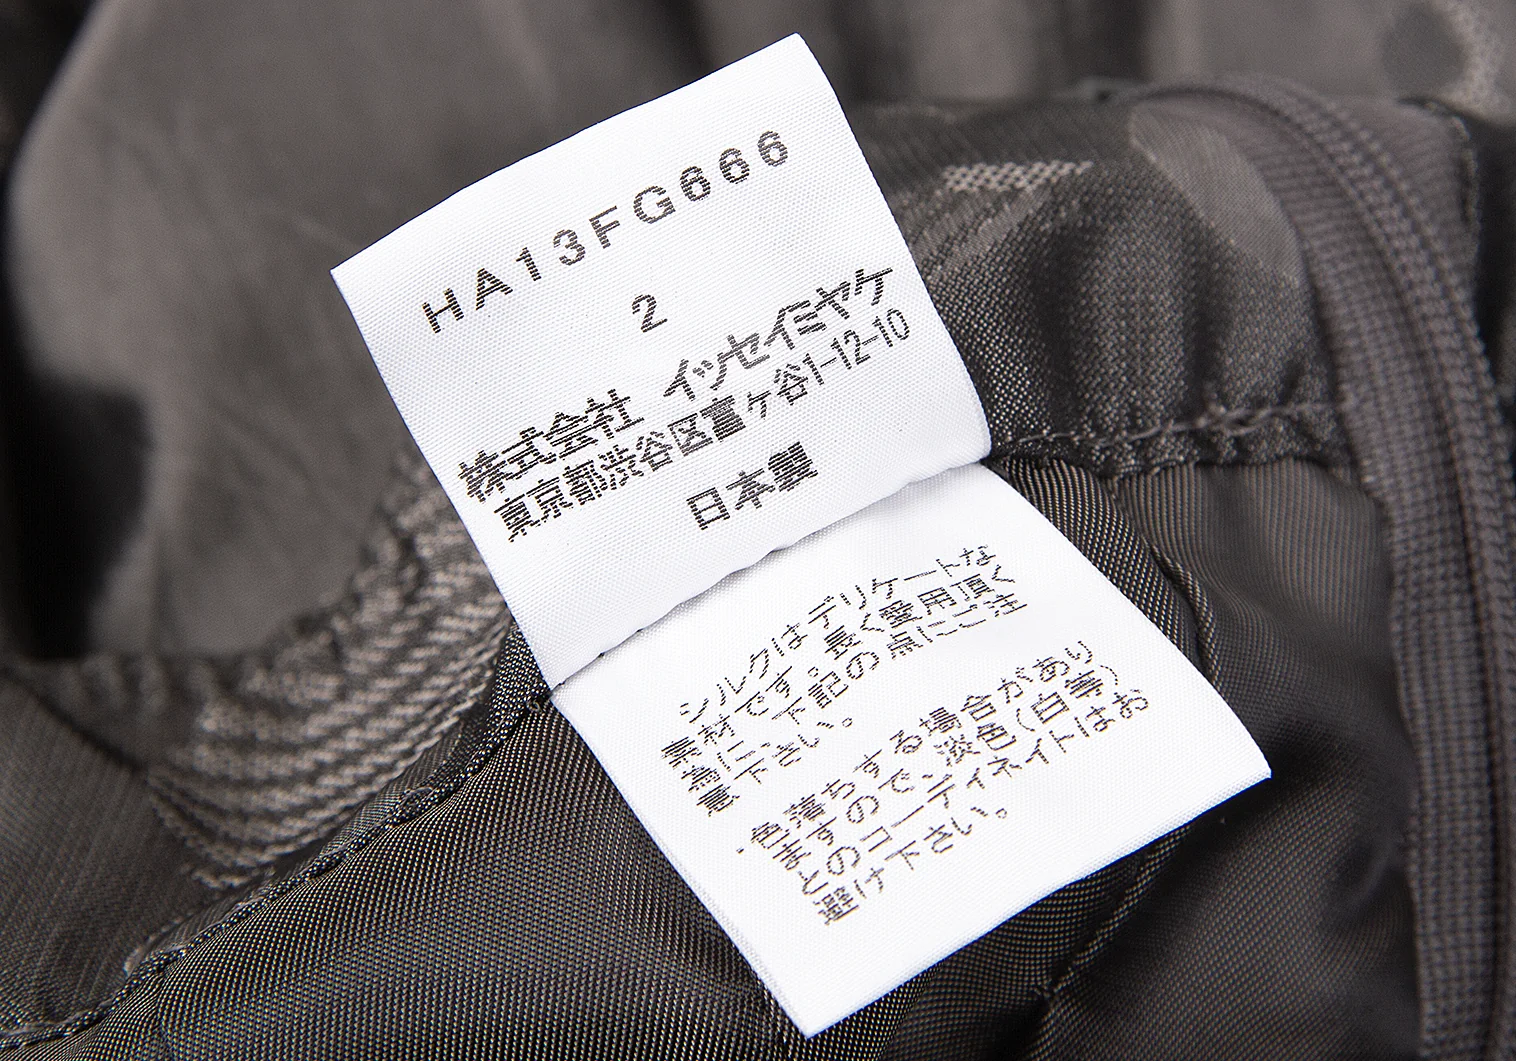 HA13FG666
2
株式会社 イッセイミヤケ
東京都渋谷区富ヶ谷1-12-10
日本製
シルクはデリケートな
素材です。長く愛用頂く
為に、下記の点にご注
意下さい。
・色落ちする場合があり
ますので、淡色(白等)
とのコーディネイトはお
避け下さい。